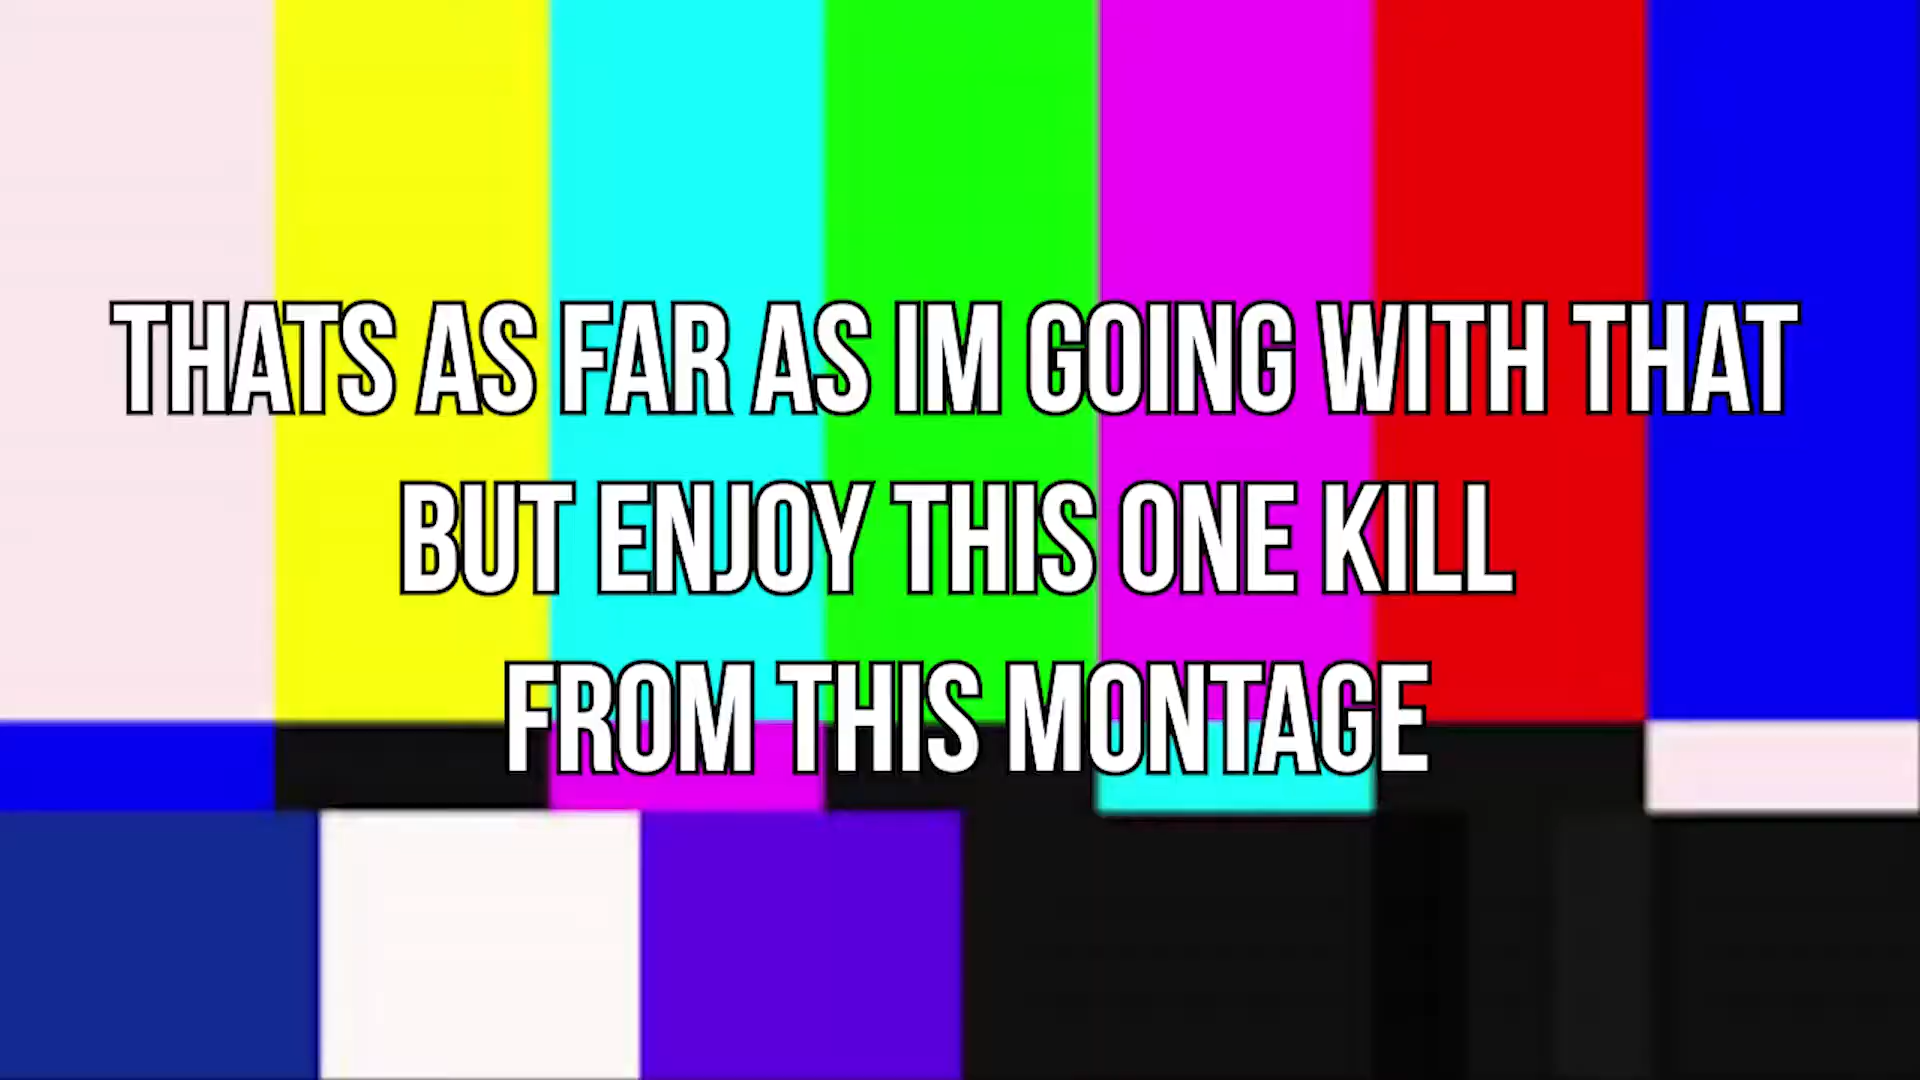 THATS AS FAR AS IM GOING WITH THAT
BUT ENJOY THIS ONE KILL
FROM THIS MONTAGE